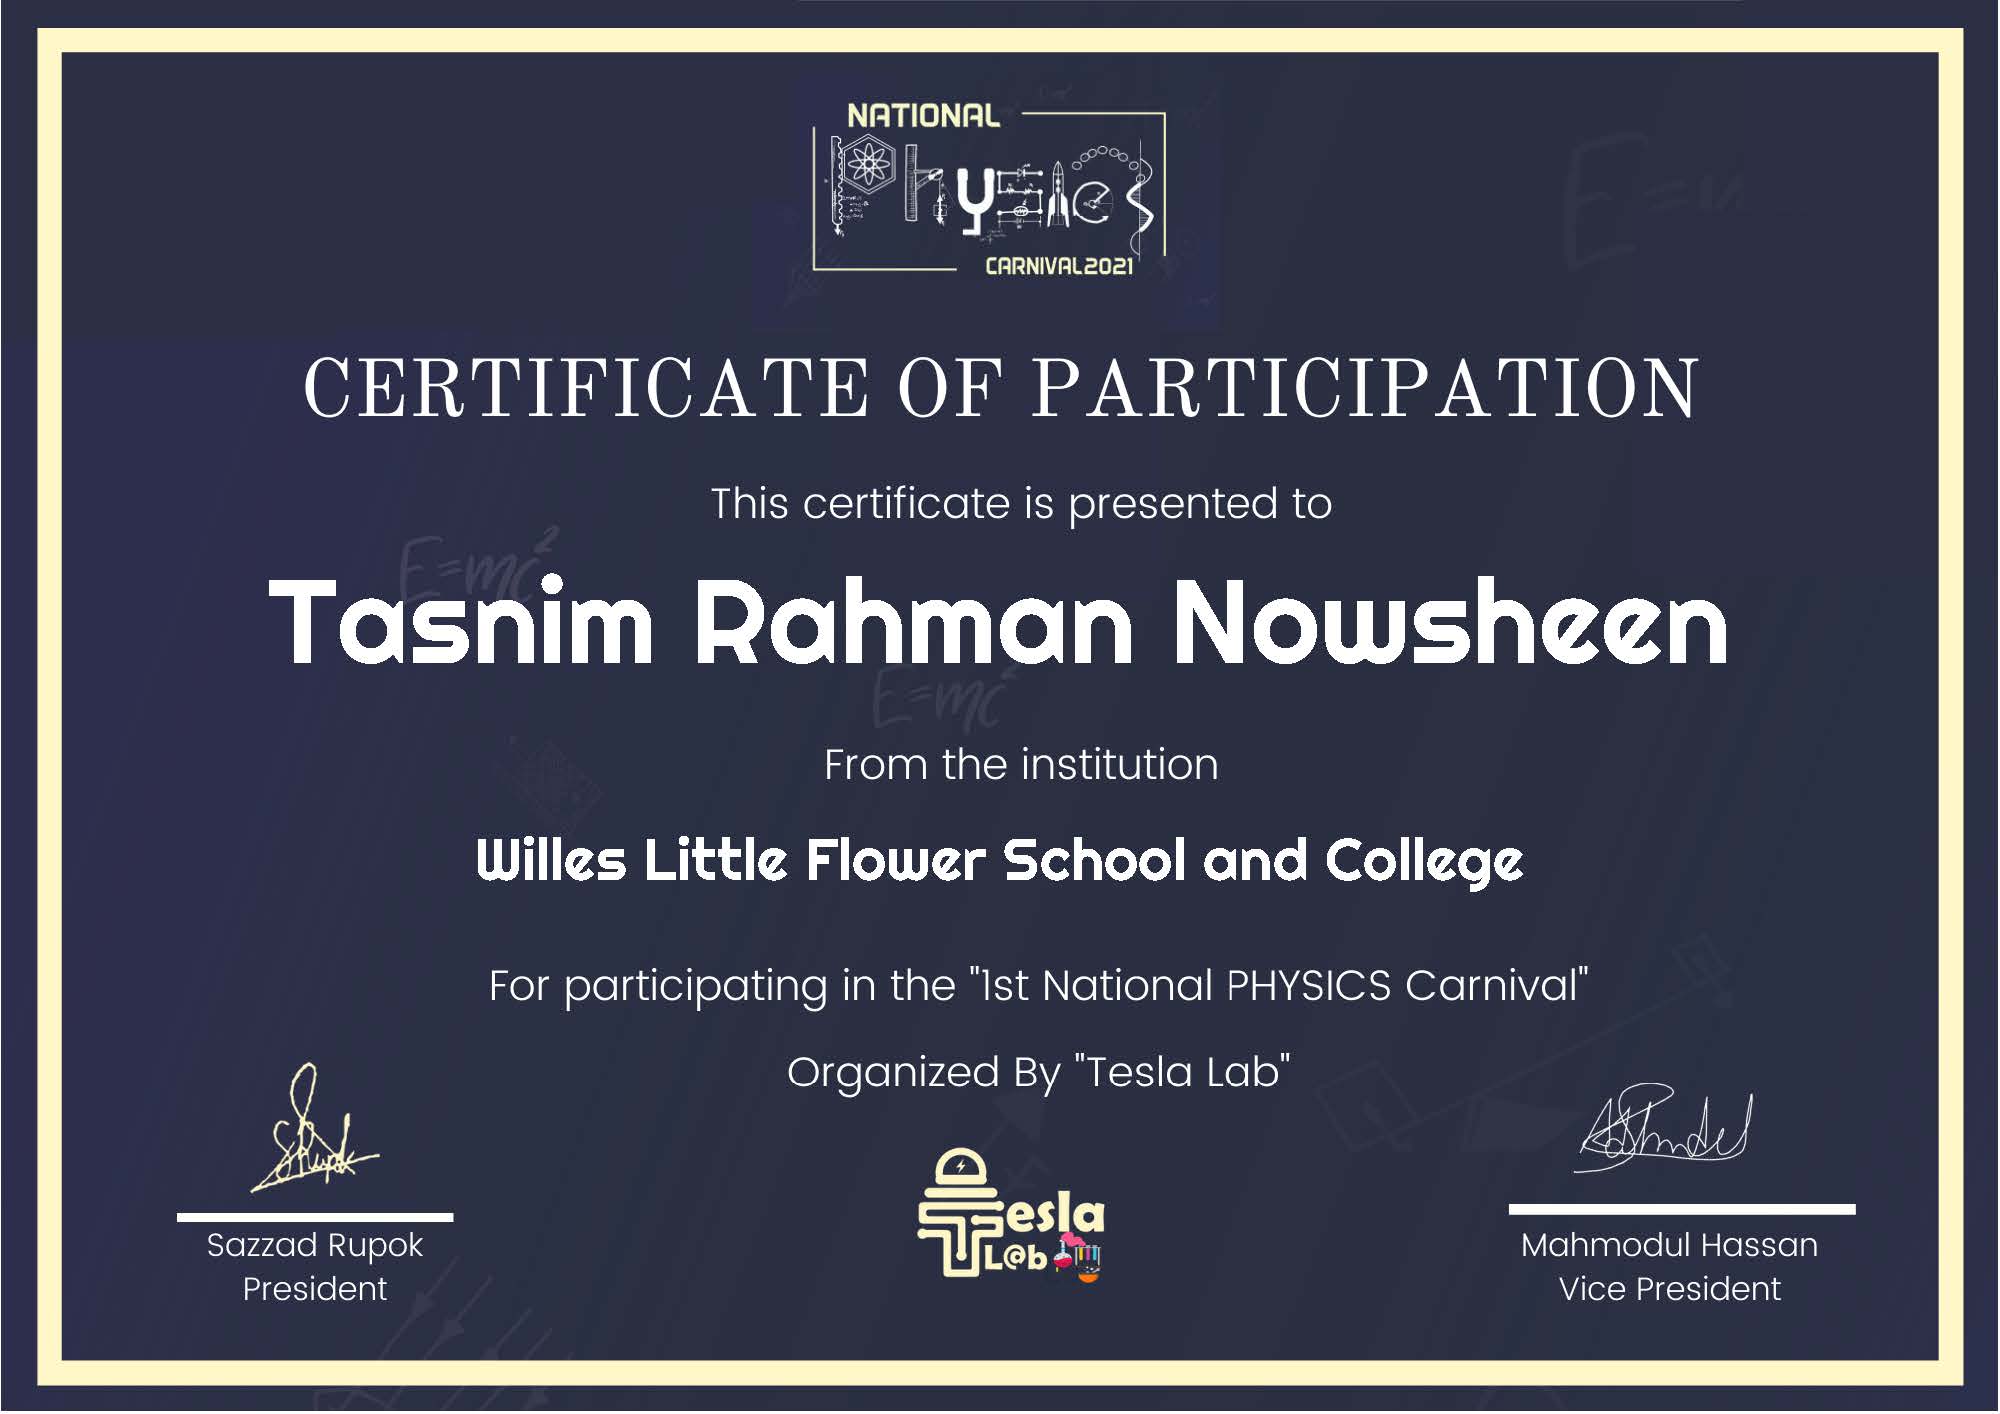 NATIONAL
Physics
CARNIVAL2021
CERTIFICATE OF PARTICIPATION
This certificate is presented to
E=mc²
Tasnim Rahman Nowsheen
E=mc²
From the institution
Willes Little Flower School and College
For participating in the "1st National PHYSICS Carnival"
Organized By "Tesla Lab"
Tesla
L@b
Sazzad Rupok
President
Mahmodul Hassan
Vice President